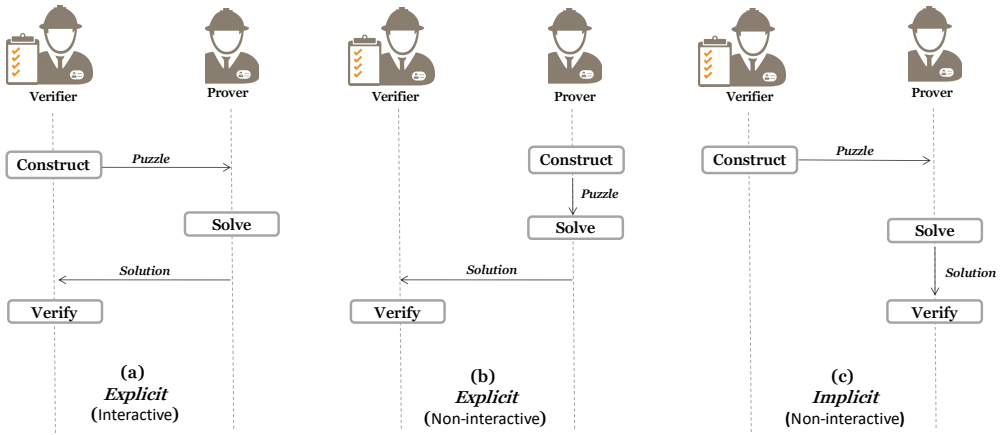 Verifier
Prover
Construct
Puzzle
Solve
Solution
Verify
(a)
Explicit
(Interactive)
Verifier
Prover
Construct
Puzzle
Solve
Solution
Verify
(b)
Explicit
(Non-interactive)
Verifier
Prover
Construct
Puzzle
Solve
Solution
Verify
(c)
Implicit
(Non-interactive)